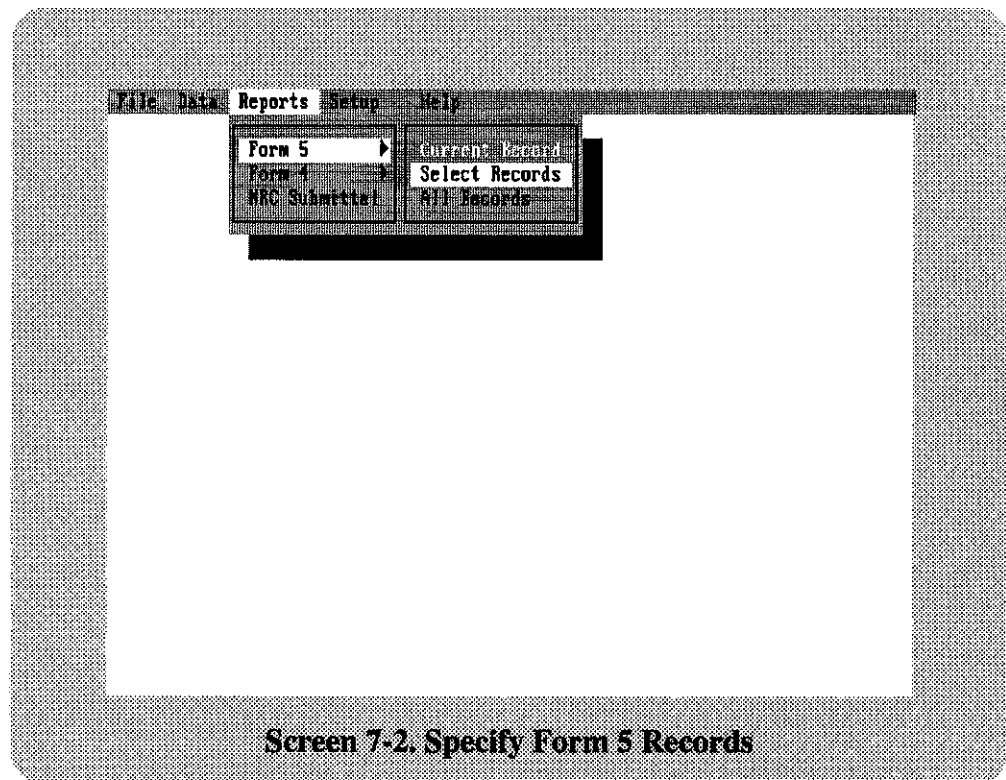 File Data Reports Setup Help
Form 5 Current Record
Form 4 Select Records
NRC Submittal All Records
Screen 7-2. Specify Form 5 Records